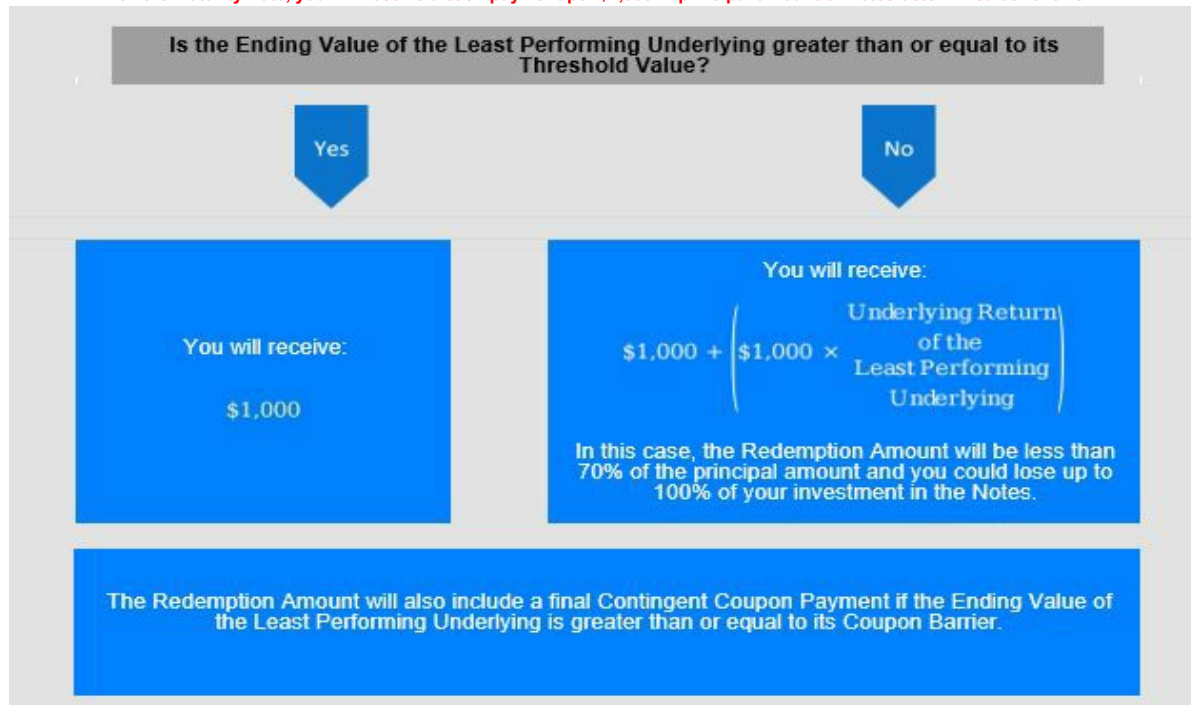 Is the Ending Value of the Least Performing Underlying greater than or equal to its
Threshold Value?
Yes
No
You will receive:
$1,000
You will receive:
$1,000 + ($1,000 × Underlying Return
of the
Least Performing
Underlying)
In this case, the Redemption Amount will be less than
70% of the principal amount and you could lose up to
100% of your investment in the Notes.
The Redemption Amount will also include a final Contingent Coupon Payment if the Ending Value of
the Least Performing Underlying is greater than or equal to its Coupon Barrier.